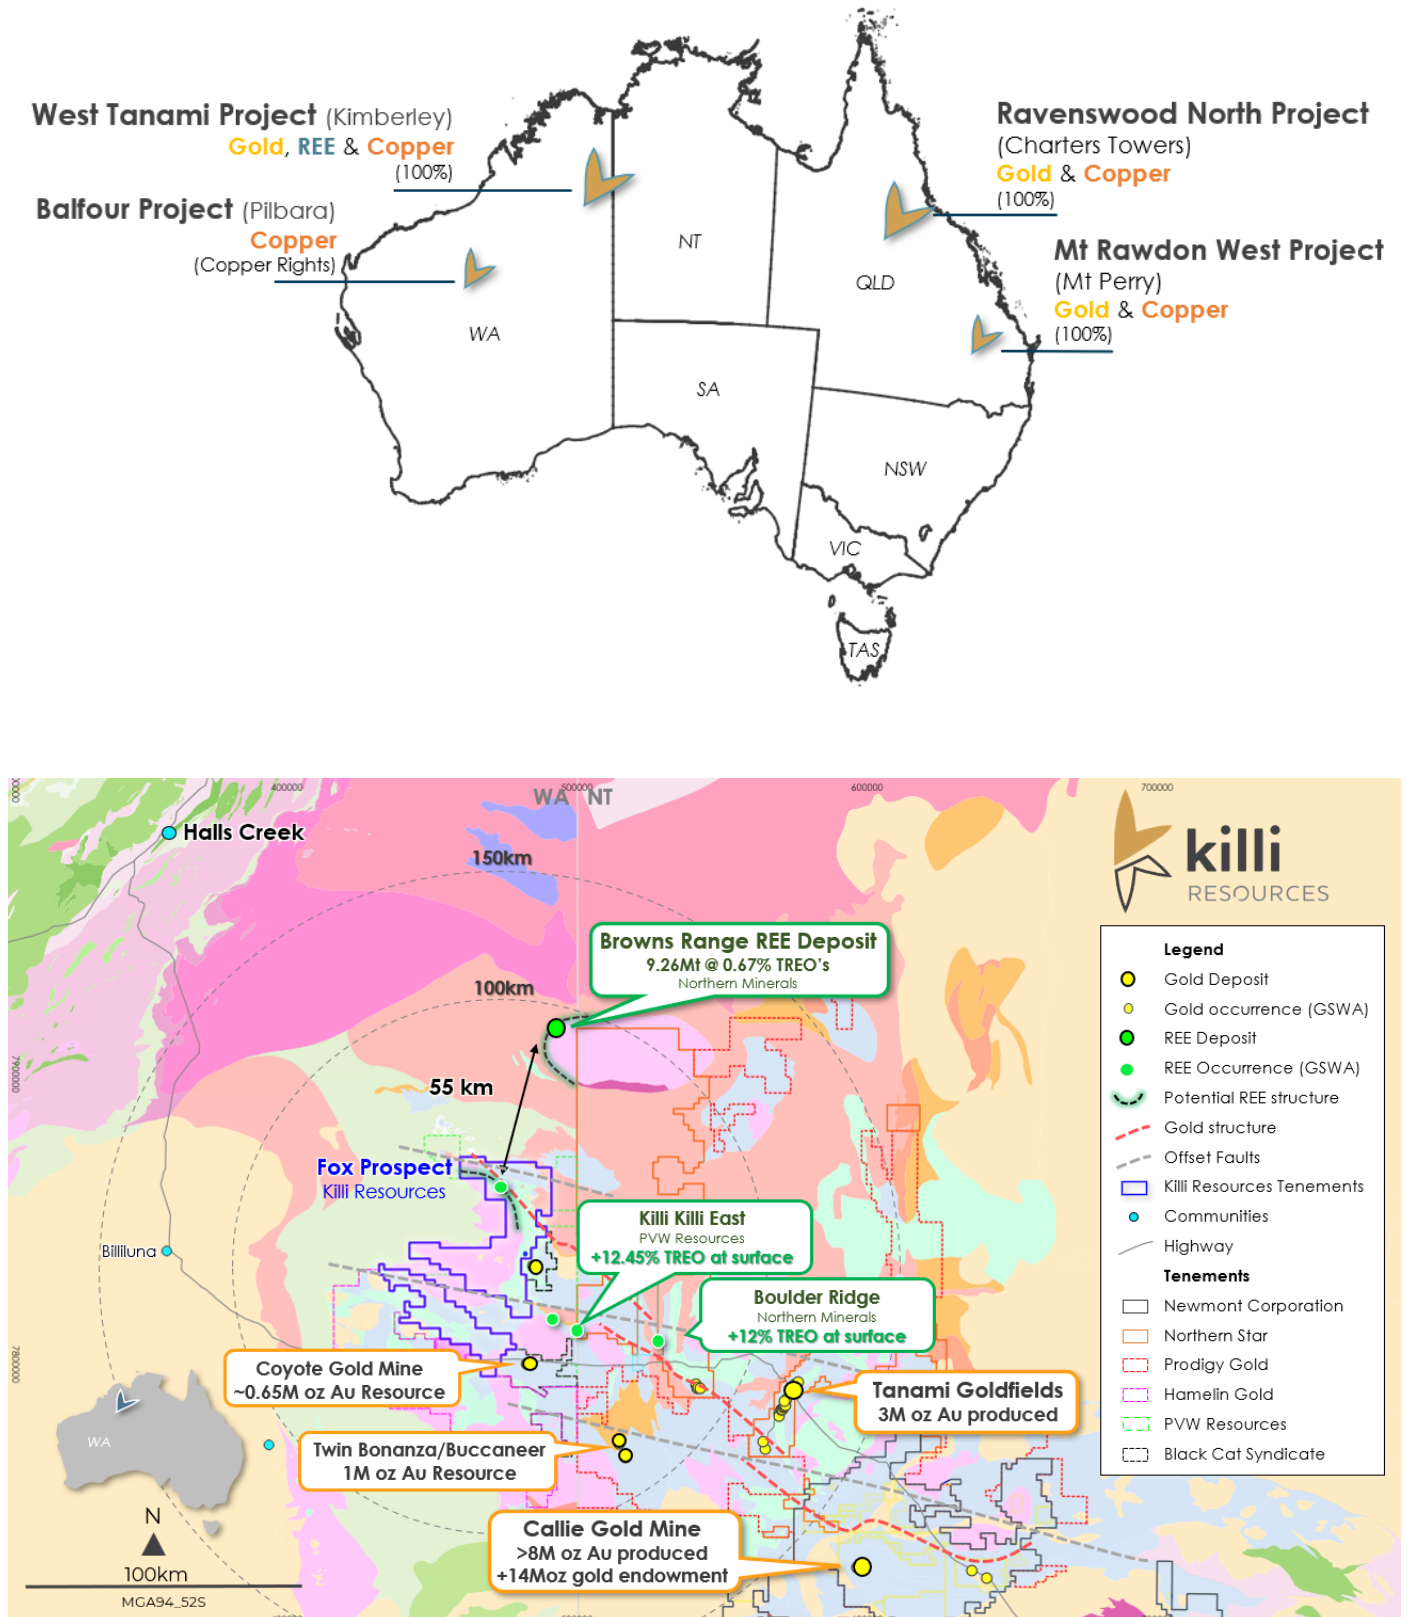 West Tanami Project (Kimberley)
Gold, REE & Copper
(100%)
Balfour Project (Pilbara)
Copper
(Copper Rights)
Ravenswood North Project
(Charters Towers)
Gold & Copper
(100%)
Mt Rawdon West Project
(Mt Perry)
Gold & Copper
(100%)
NT
QLD
WA
SA
NSW
VIC
TAS
400000
500000
600000
700000
WA NT
Halls Creek
150km
killi
RESOURCES
Browns Range REE Deposit
9.26Mt @ 0.67% TREO's
Northern Minerals
100km
7900000
55 km
Fox Prospect
Killi Resources
Killi Killi East
PVW Resources
+12.45% TREO at surface
Billiluna
Boulder Ridge
Northern Minerals
+12% TREO at surface
7800000
Coyote Gold Mine
~0.65M oz Au Resource
Tanami Goldfields
3M oz Au produced
Twin Bonanza/Buccaneer
1M oz Au Resource
Callie Gold Mine
>8M oz Au produced
+14Moz gold endowment
WA
N
100km
MGA94_52S
Legend
Gold Deposit
Gold occurrence (GSWA)
REE Deposit
REE Occurrence (GSWA)
Potential REE structure
Gold structure
Offset Faults
Killi Resources Tenements
Communities
Highway
Tenements
Newmont Corporation
Northern Star
Prodigy Gold
Hamelin Gold
PVW Resources
Black Cat Syndicate